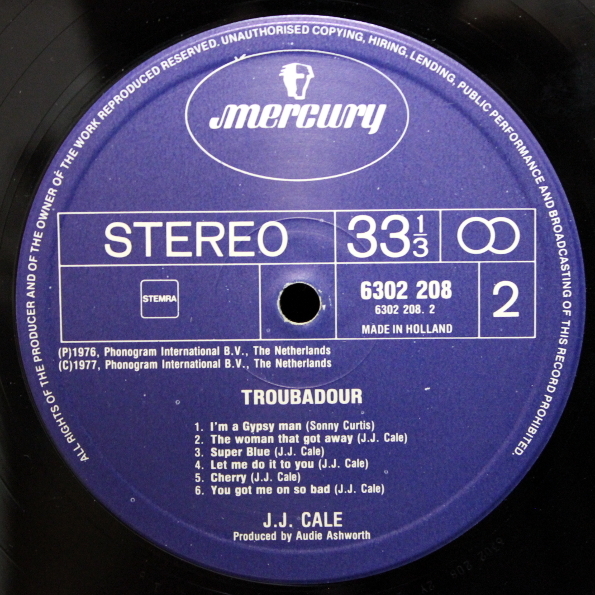 ALL RIGHTS OF THE PRODUCER AND OF THE OWNER OF THE WORK REPRODUCED RESERVED. UNAUTHORISED COPYING, HIRING, LENDING, PUBLIC PERFORMANCE AND BROADCASTING OF THIS RECORD PROHIBITED.
mercury
STEREO 33 1/3
STEMRA
6302 208
6302 208. 2
MADE IN HOLLAND
2
(P)1976, Phonogram International B.V., The Netherlands
(C)1977, Phonogram International B.V., The Netherlands
TROUBADOUR
1. I'm a Gypsy man (Sonny Curtis)
2. The woman that got away (J.J. Cale)
3. Super Blue (J.J. Cale)
4. Let me do it to you (J.J. Cale)
5. Cherry (J.J. Cale)
6. You got me on so bad (J.J. Cale)
J.J. CALE
Produced by Audie Ashworth